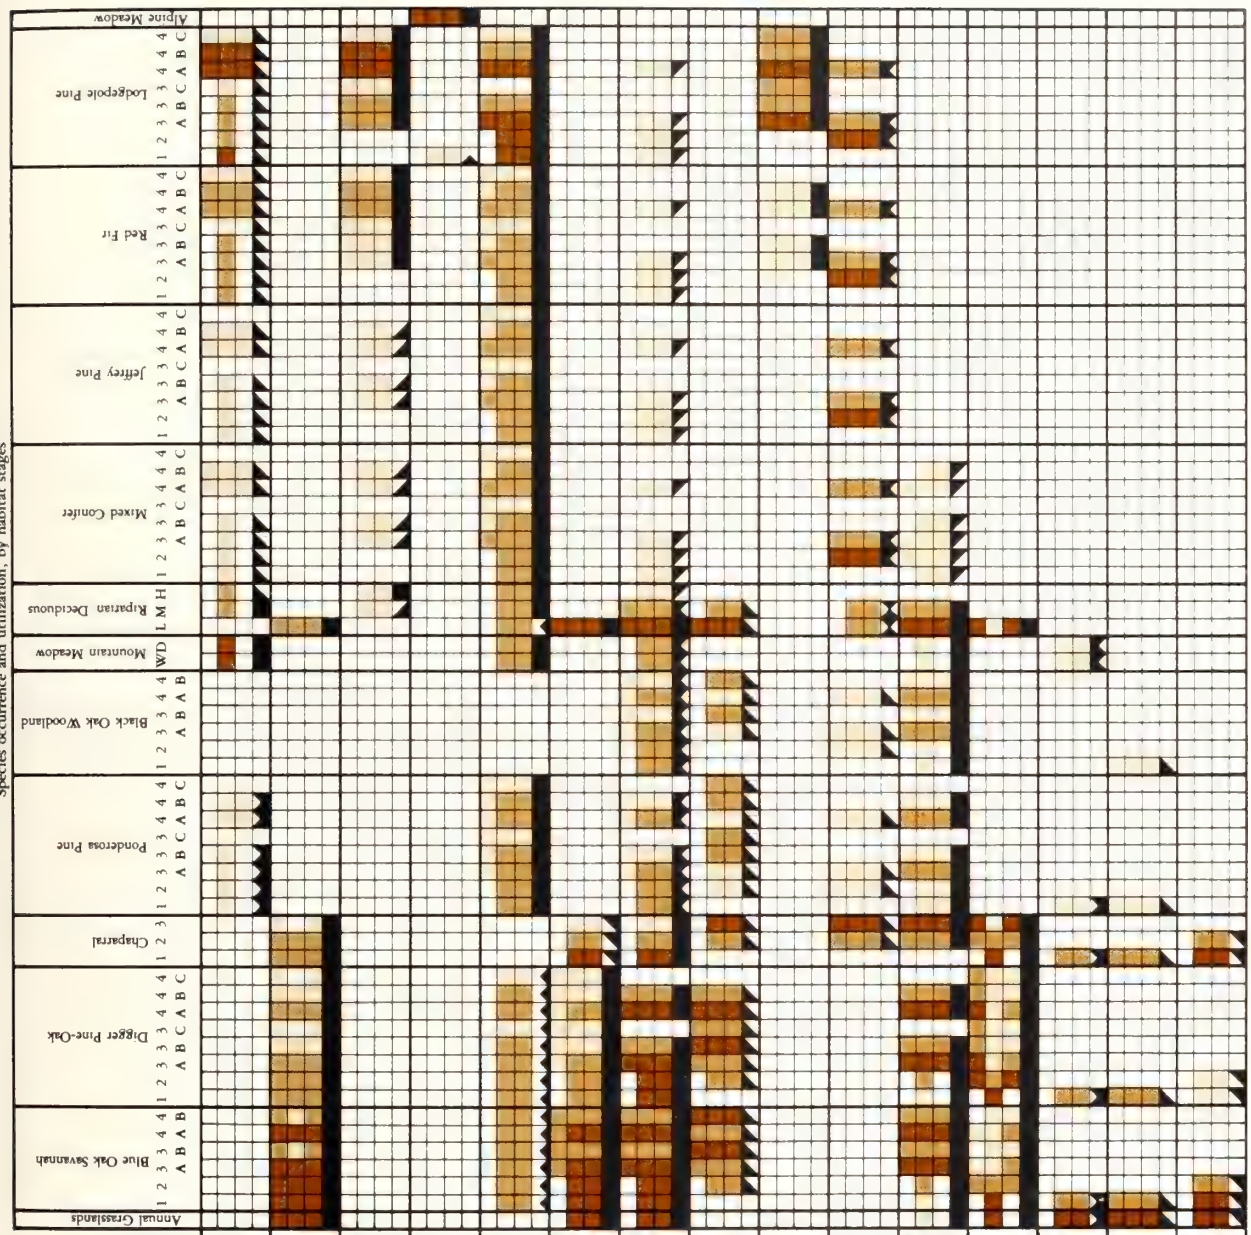 Species occurrence and utilization, by habitat stages
Annual Grasslands
Blue Oak Savannah
1 2 3 3 4 4
A B A B
Digger Pine-Oak
1 2 3 3 3 4 4 4
A B C A B C
Chaparral
1 2 3
Ponderosa Pine
1 2 3 3 3 4 4 4
A B C A B C
Black Oak Woodland
1 2 3 3 4 4
A B A B
Mountain Meadow
W D
Riparian Deciduous
L M H
Mixed Conifer
1 2 3 3 3 4 4 4
A B C A B C
Jeffrey Pine
1 2 3 3 3 4 4 4
A B C A B C
Red Fir
1 2 3 3 3 4 4 4
A B C A B C
Lodgepole Pine
1 2 3 3 3 4 4 4
A B C A B C
Alpine Meadow